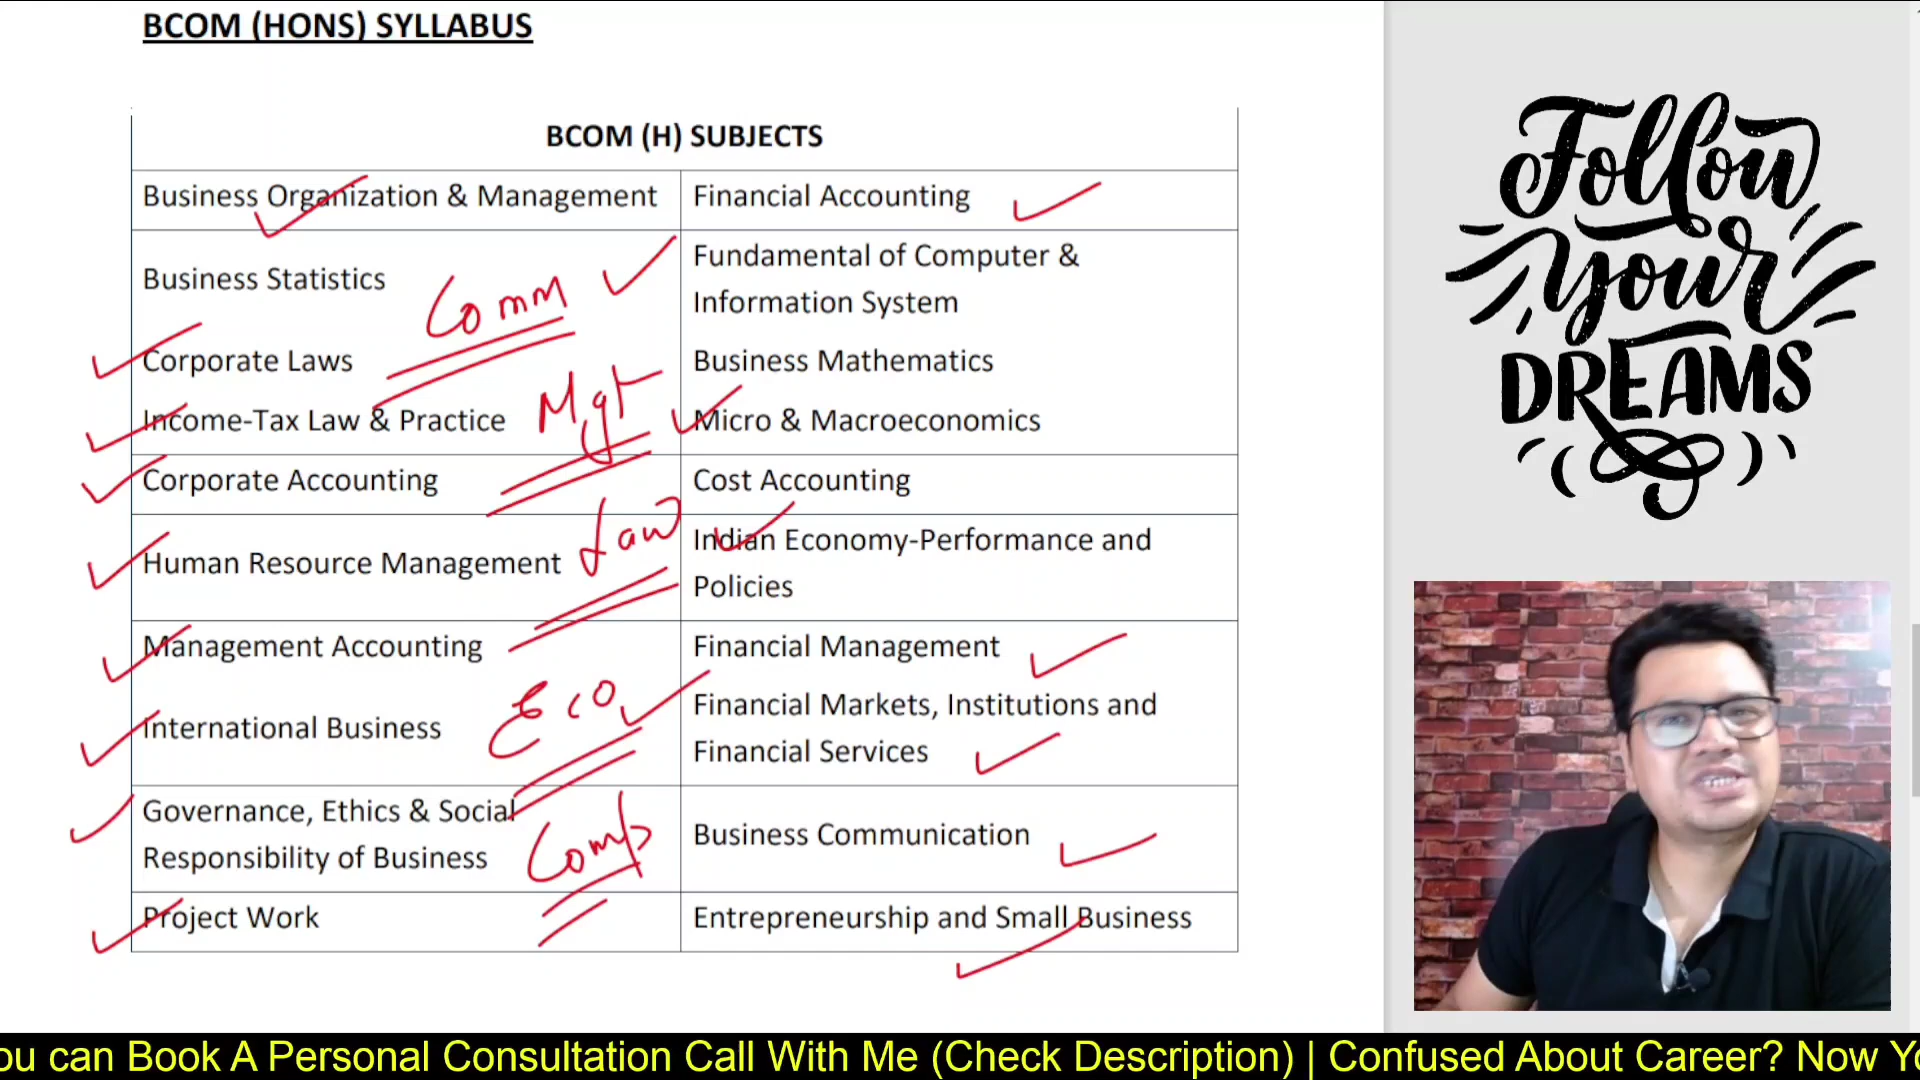 BCOM (HONS) SYLLABUS
BCOM (H) SUBJECTS
Business Organization & Management
Financial Accounting
Business Statistics
Fundamental of Computer &
Information System
Comm
Corporate Laws
Business Mathematics
Income-Tax Law & Practice
Mgt
Micro & Macroeconomics
Corporate Accounting
Cost Accounting
Human Resource Management
Law
Indian Economy-Performance and
Policies
Management Accounting
Financial Management
International Business
Eco
Financial Markets, Institutions and
Financial Services
Governance, Ethics & Social
Responsibility of Business
Comp
Business Communication
Project Work
Entrepreneurship and Small Business
Follow
Your
DREAMS
ou can Book A Personal Consultation Call With Me (Check Description) | Confused About Career? Now Yo